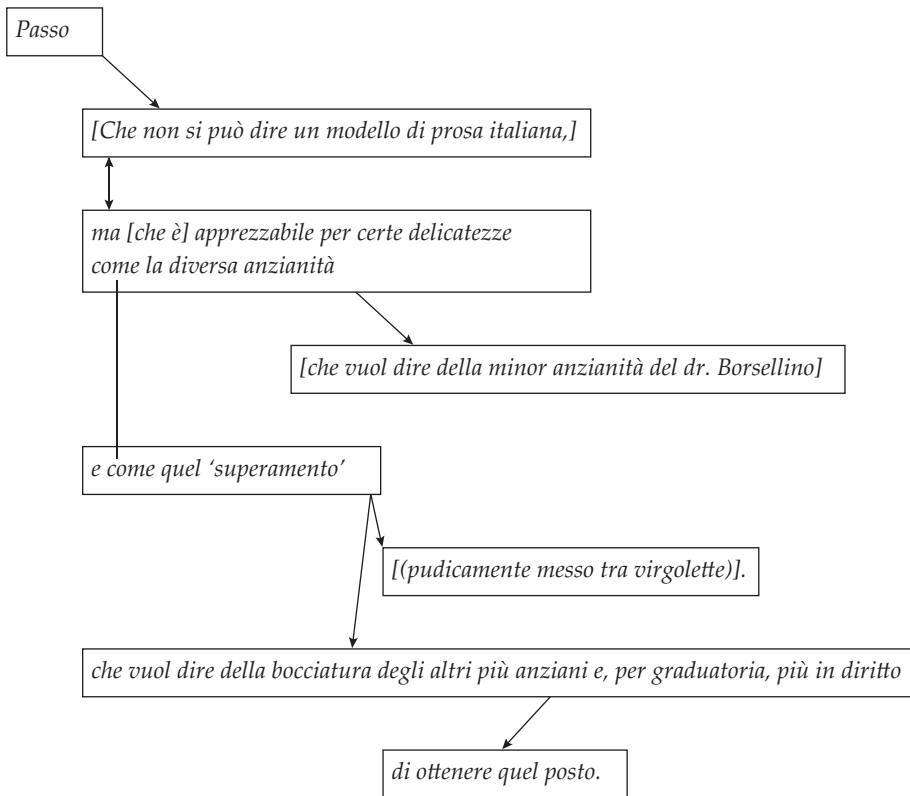 Passo
[Che non si può dire un modello di prosa italiana,]
ma [che è] apprezzabile per certe delicatezze
come la diversa anzianità
[che vuol dire della minor anzianità del dr. Borsellino]
e come quel ‘superamento’
[(pudicamente messo tra virgolette)].
che vuol dire della bocciatura degli altri più anziani e, per graduatoria, più in diritto
di ottenere quel posto.